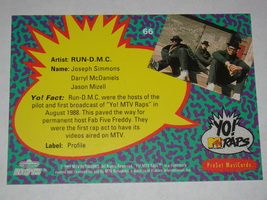 66
Artist: RUN-D.M.C.
Name: Joseph Simmons
Darryl McDaniels
Jason Mizell
Yo! Fact: Run-D.M.C. were the hosts of the
pilot and first broadcast of "Yo! MTV Raps" in
August 1988. This paved the way for
permanent host Fab Five Freddy. They
were the first rap act to have its
videos aired on MTV.
Label: Profile
YO!
MTV RAPS
ProSet MusiCards